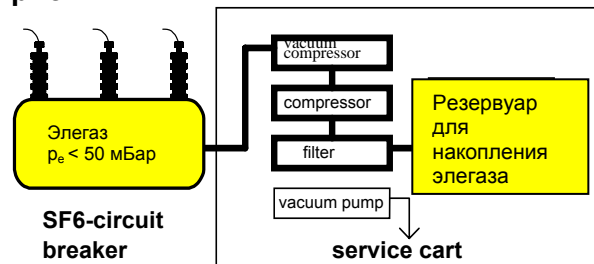 vacuum
compressor
compressor
filter
vacuum pump
Элегаз
pₑ < 50 мБар
Резервуар
для
накопления
элегаза
SF6-circuit
breaker
service cart